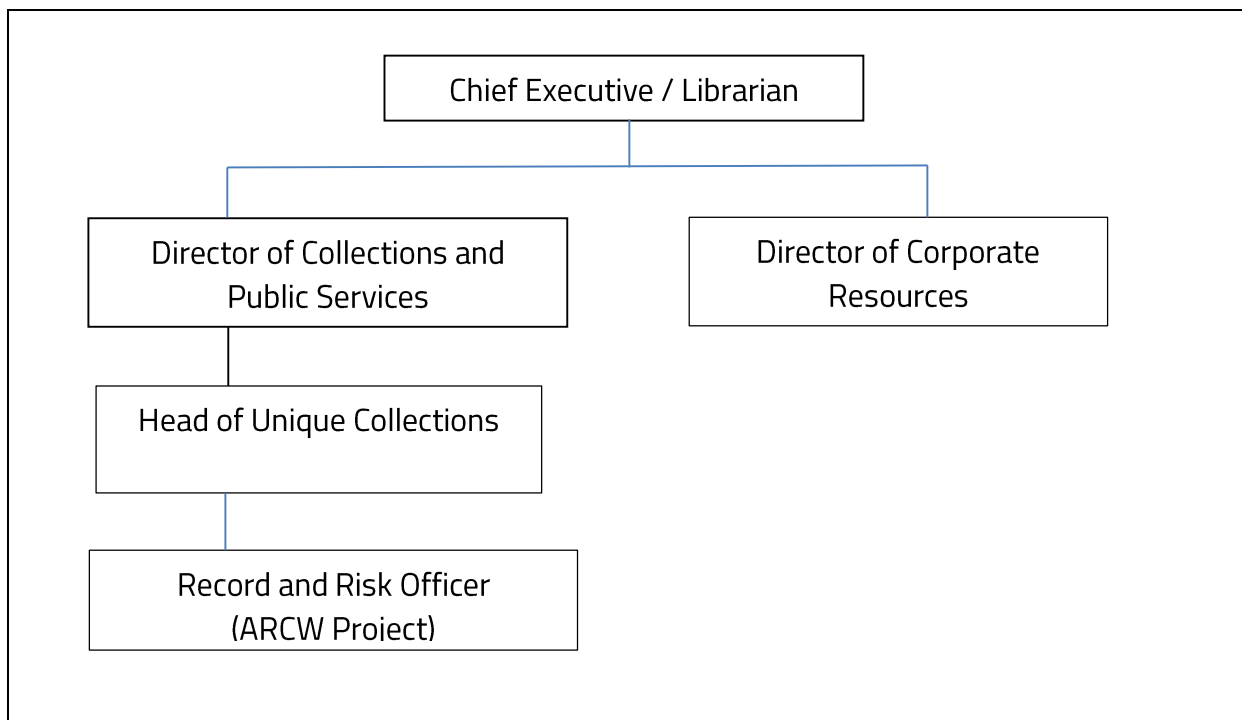 Chief Executive / Librarian
Director of Collections and
Public Services
Director of Corporate
Resources
Head of Unique Collections
Record and Risk Officer
(ARCW Project)